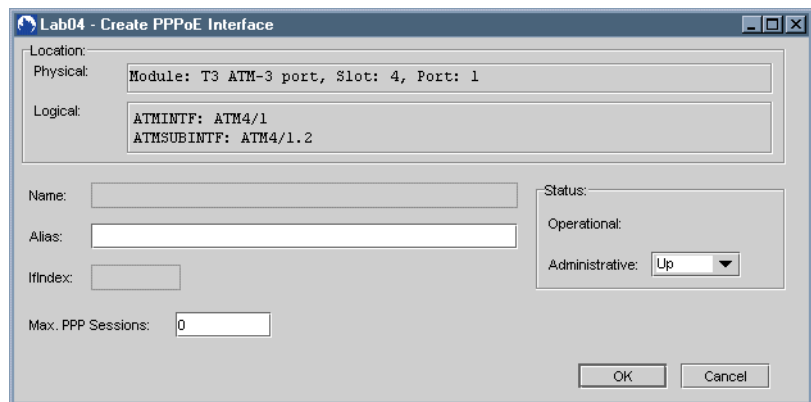 Lab04 - Create PPPoE Interface
Location:
Physical:
Module: T3 ATM-3 port, Slot: 4, Port: 1
Logical:
ATMINTF: ATM4/1
ATMSUBINTF: ATM4/1.2
Name:
Alias:
IfIndex:
Max. PPP Sessions: 0
Status:
Operational:
Administrative: Up
OK Cancel